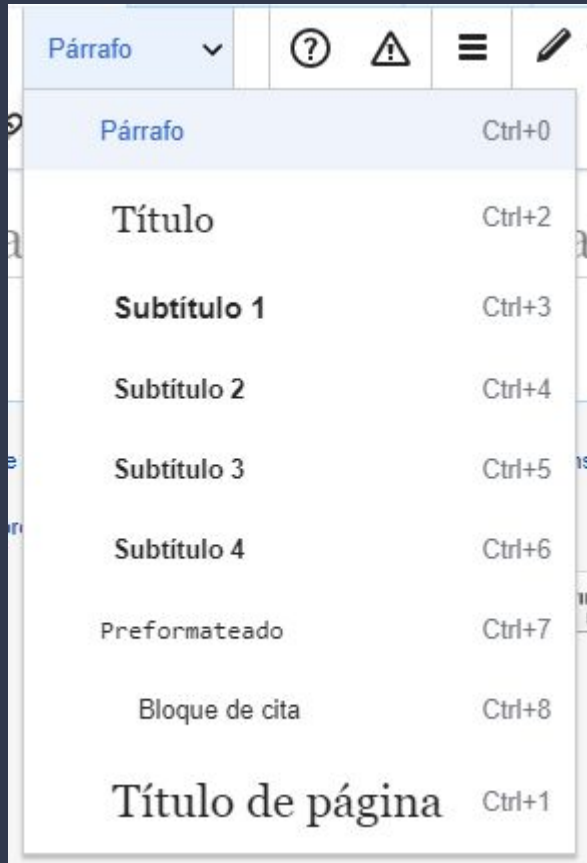 Párrafo
Párrafo Ctrl+0
Título Ctrl+2
Subtítulo 1 Ctrl+3
Subtítulo 2 Ctrl+4
Subtítulo 3 Ctrl+5
Subtítulo 4 Ctrl+6
Preformateado Ctrl+7
Bloque de cita Ctrl+8
Título de página Ctrl+1